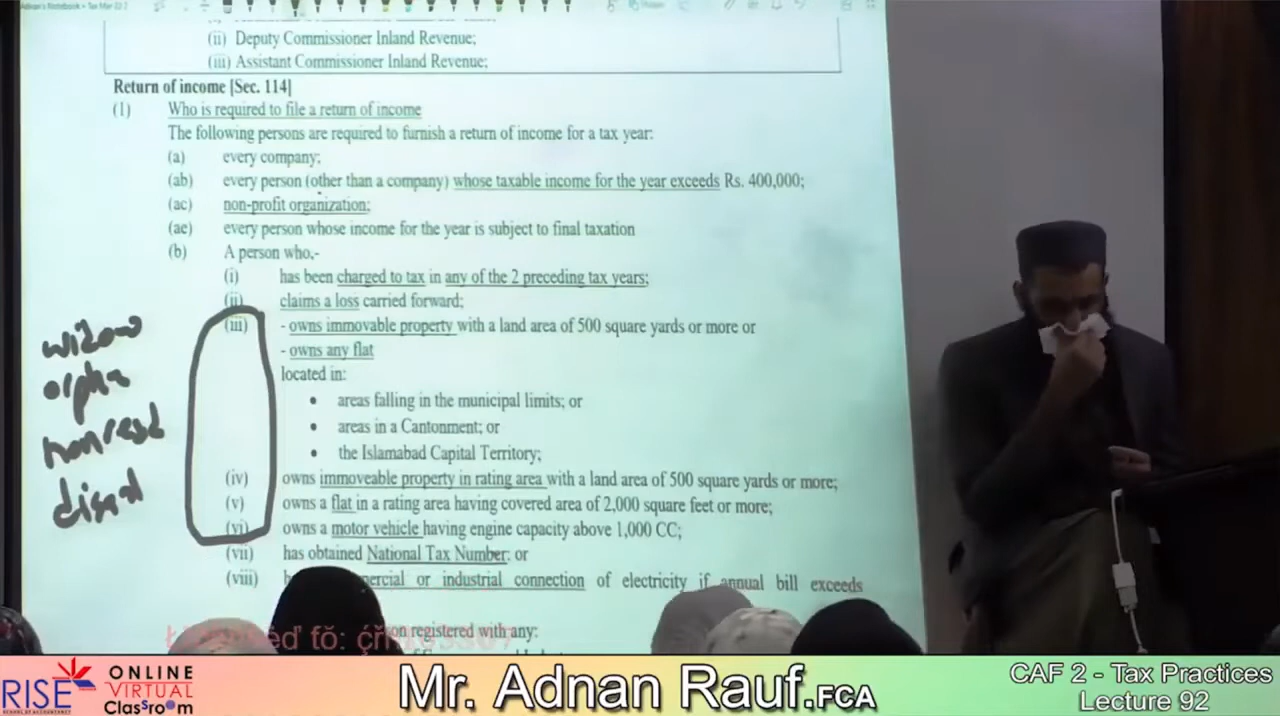 (ii) Deputy Commissioner Inland Revenue;
(iii) Assistant Commissioner Inland Revenue;
Return of income [Sec. 114]
(1) Who is required to file a return of income
The following persons are required to furnish a return of income for a tax year:
(a) every company;
(ab) every person (other than a company) whose taxable income for the year exceeds Rs. 400,000;
(ac) non-profit organization;
(ae) every person whose income for the year is subject to final taxation
(b) A person who,-
(i) has been charged to tax in any of the 2 preceding tax years;
(ii) claims a loss carried forward;
(iii) - owns immovable property with a land area of 500 square yards or more or
- owns any flat
located in:
• areas falling in the municipal limits; or
• areas in a Cantonment; or
• the Islamabad Capital Territory;
(iv) owns immoveable property in rating area with a land area of 500 square yards or more;
(v) owns a flat in a rating area having covered area of 2,000 square feet or more;
(vi) owns a motor vehicle having engine capacity above 1,000 CC;
(vii) has obtained National Tax Number; or
(viii) or industrial connection of electricity if annual bill exceeds
registered with any:
RISE
ONLINE
VIRTUAL
Classroom
Mr. Adnan Rauf.FCA
CAF 2 - Tax Practices
Lecture 92